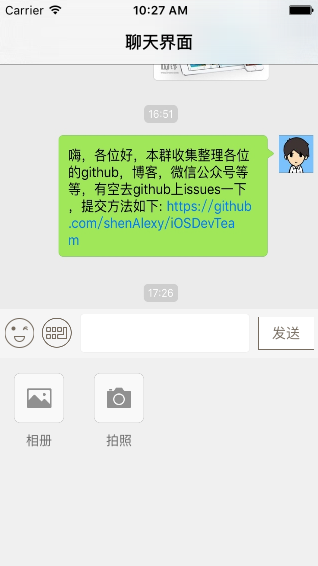 Carrier 10:27 AM
聊天界面
16:51
嗨，各位好，本群收集整理各位
的github，博客，微信公众号等
等，有空去github上issues一下
，提交方法如下: https://github
.com/shenAlexy/iOSDevTea
m
17:26
发送
相册 拍照